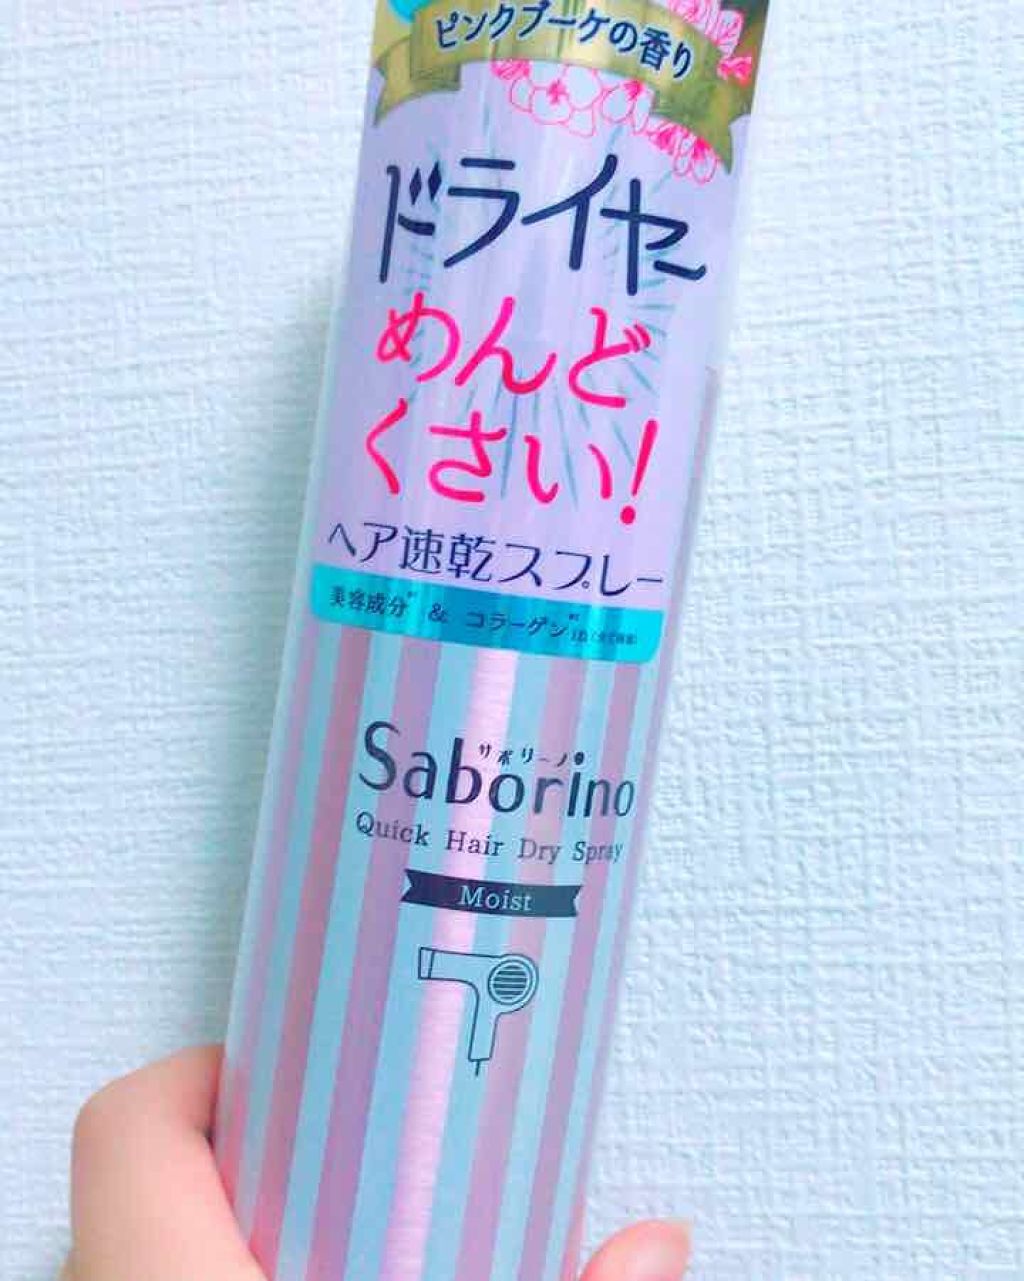 ピンクブーケの香り
ドライヤー
めんど
くさい!
ヘア速乾スプレー
美容成分 & コラーゲン in
サボリーノ
Saborino
Quick Hair Dry Spray
Moist